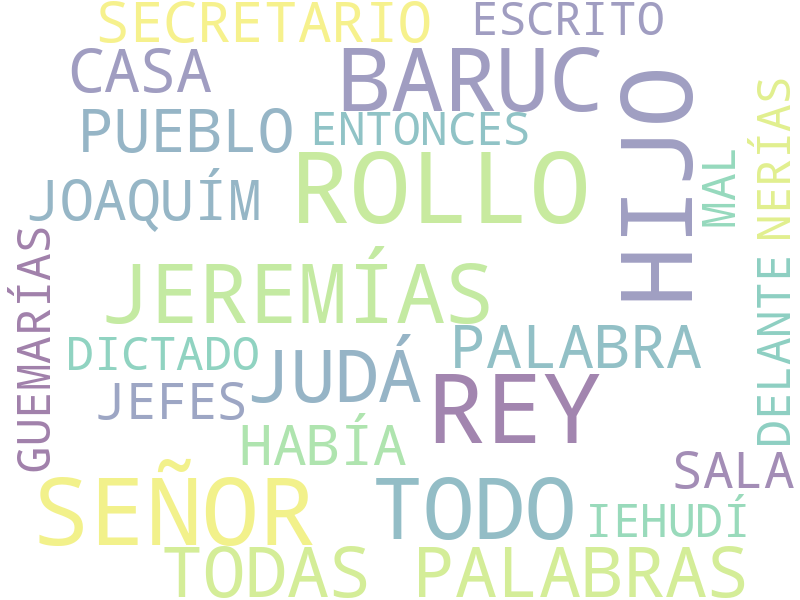 SECRETARIO
ESCRITO
CASA
BARUC
HIJO
NERÍAS
PUEBLO
ENTONCES
MAL
JOAQUÍM
ROLLO
GUEMARÍAS
JEREMÍAS
DELANTE
DICTADO
JUDÁ
PALABRA
JEFES
REY
HABÍA
SALA
SEÑOR
TODO
IEHUDÍ
TODAS PALABRAS